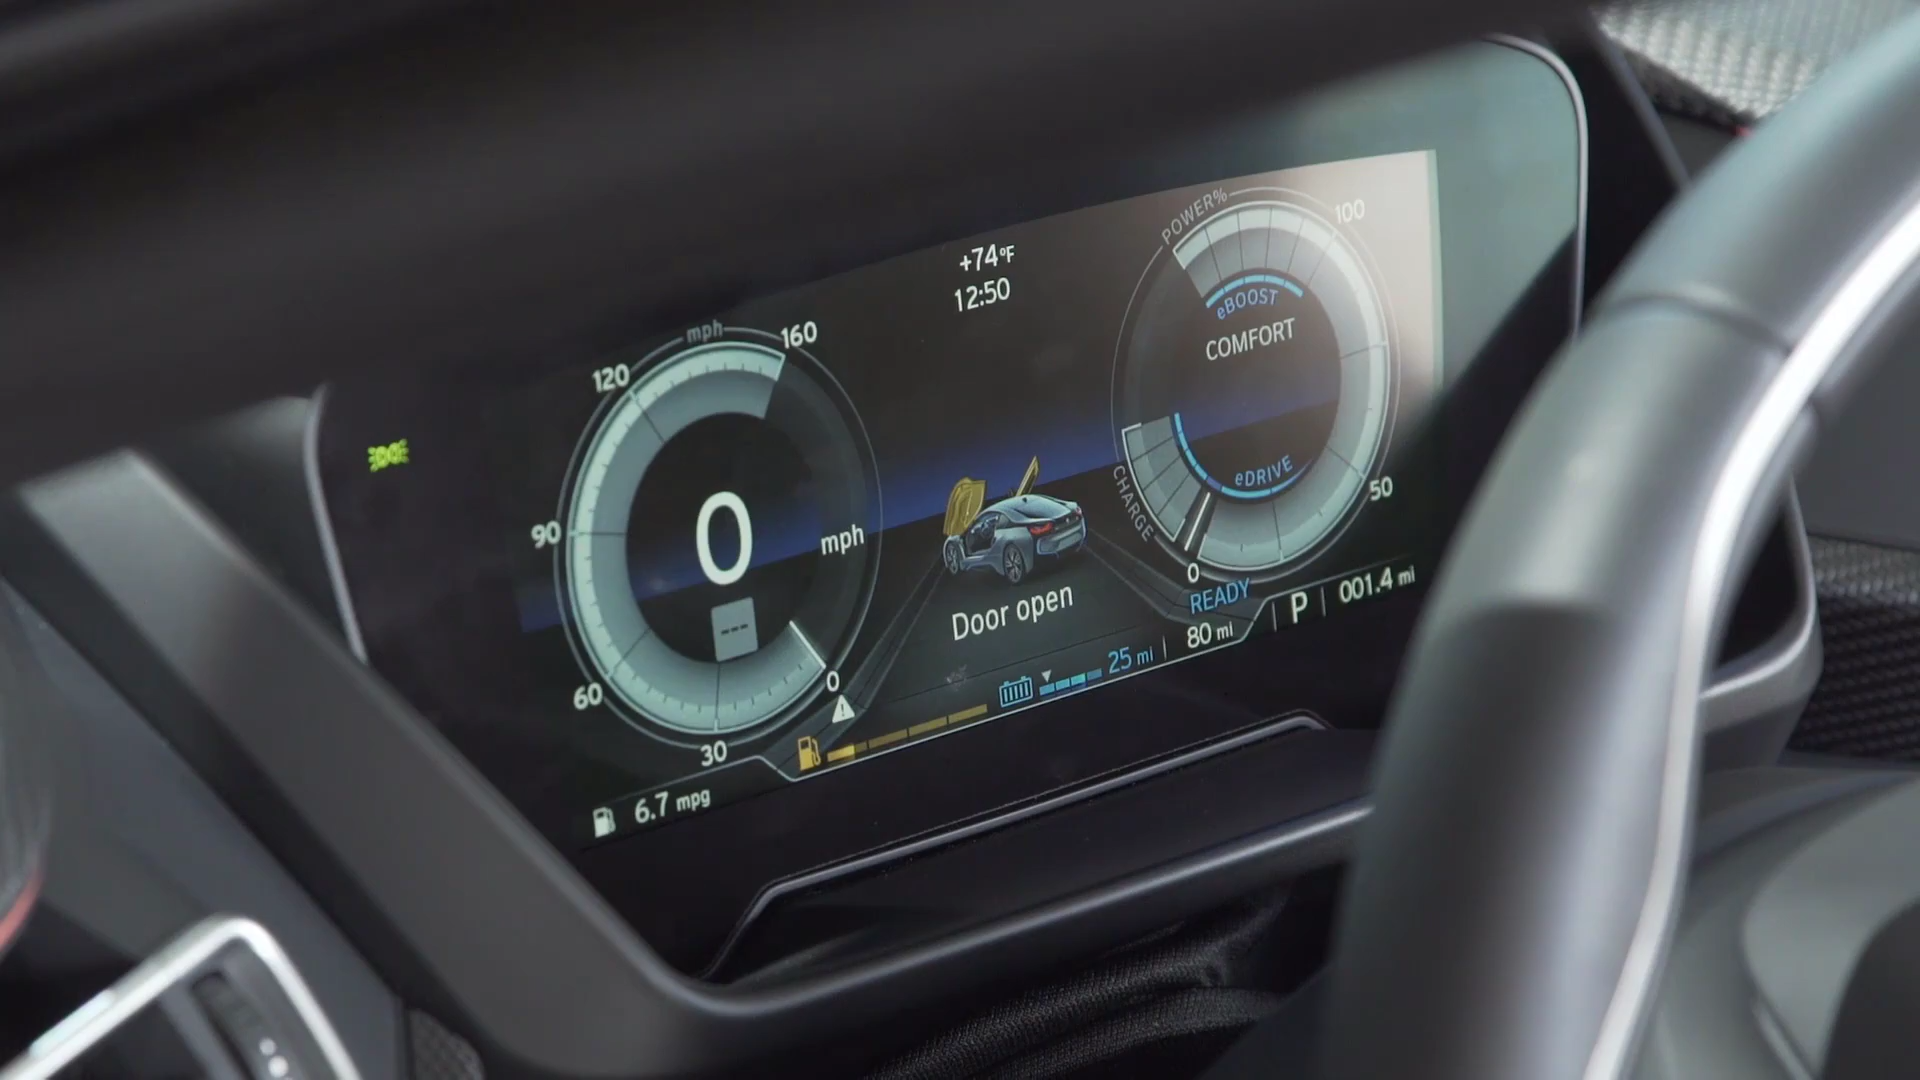 +74°F
12:50
mph
160
120
90
60
30
0
0
mph
---
POWER%
100
eBOOST
COMFORT
eDRIVE
CHARGE
50
0
READY
Door open
25 mi
80 mi
P
001.4 mi
6.7 mpg